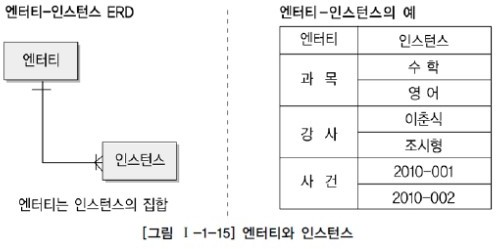 엔터티-인스턴스 ERD
엔터티
인스턴스
엔터티는 인스턴스의 집합
엔터티-인스턴스의 예
엔터티 인스턴스
과 목 수 학
영 어
강 사 이춘식
조시형
사 건 2010-001
2010-002
[그림 Ⅰ-1-15] 엔터티와 인스턴스